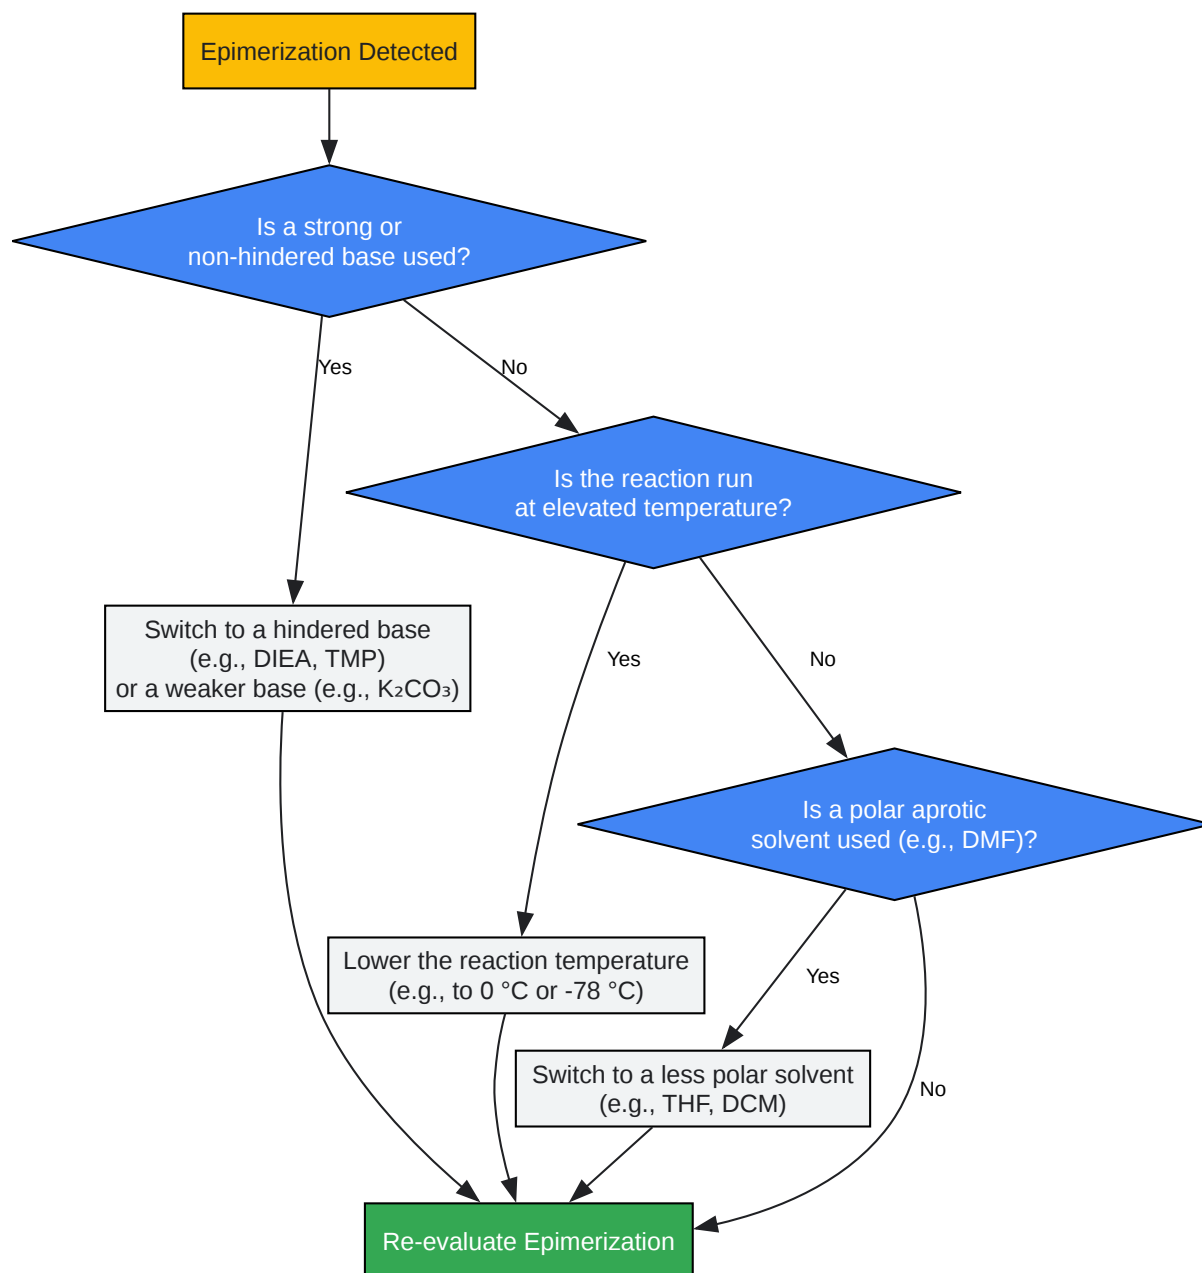 Epimerization Detected
Is a strong or
non-hindered base used?
Yes
No
Is the reaction run
at elevated temperature?
Switch to a hindered base
(e.g., DIEA, TMP)
or a weaker base (e.g., K₂CO₃)
Yes
No
Is a polar aprotic
solvent used (e.g., DMF)?
Lower the reaction temperature
(e.g., to 0 °C or -78 °C)
Yes
Switch to a less polar solvent
(e.g., THF, DCM)
No
Re-evaluate Epimerization